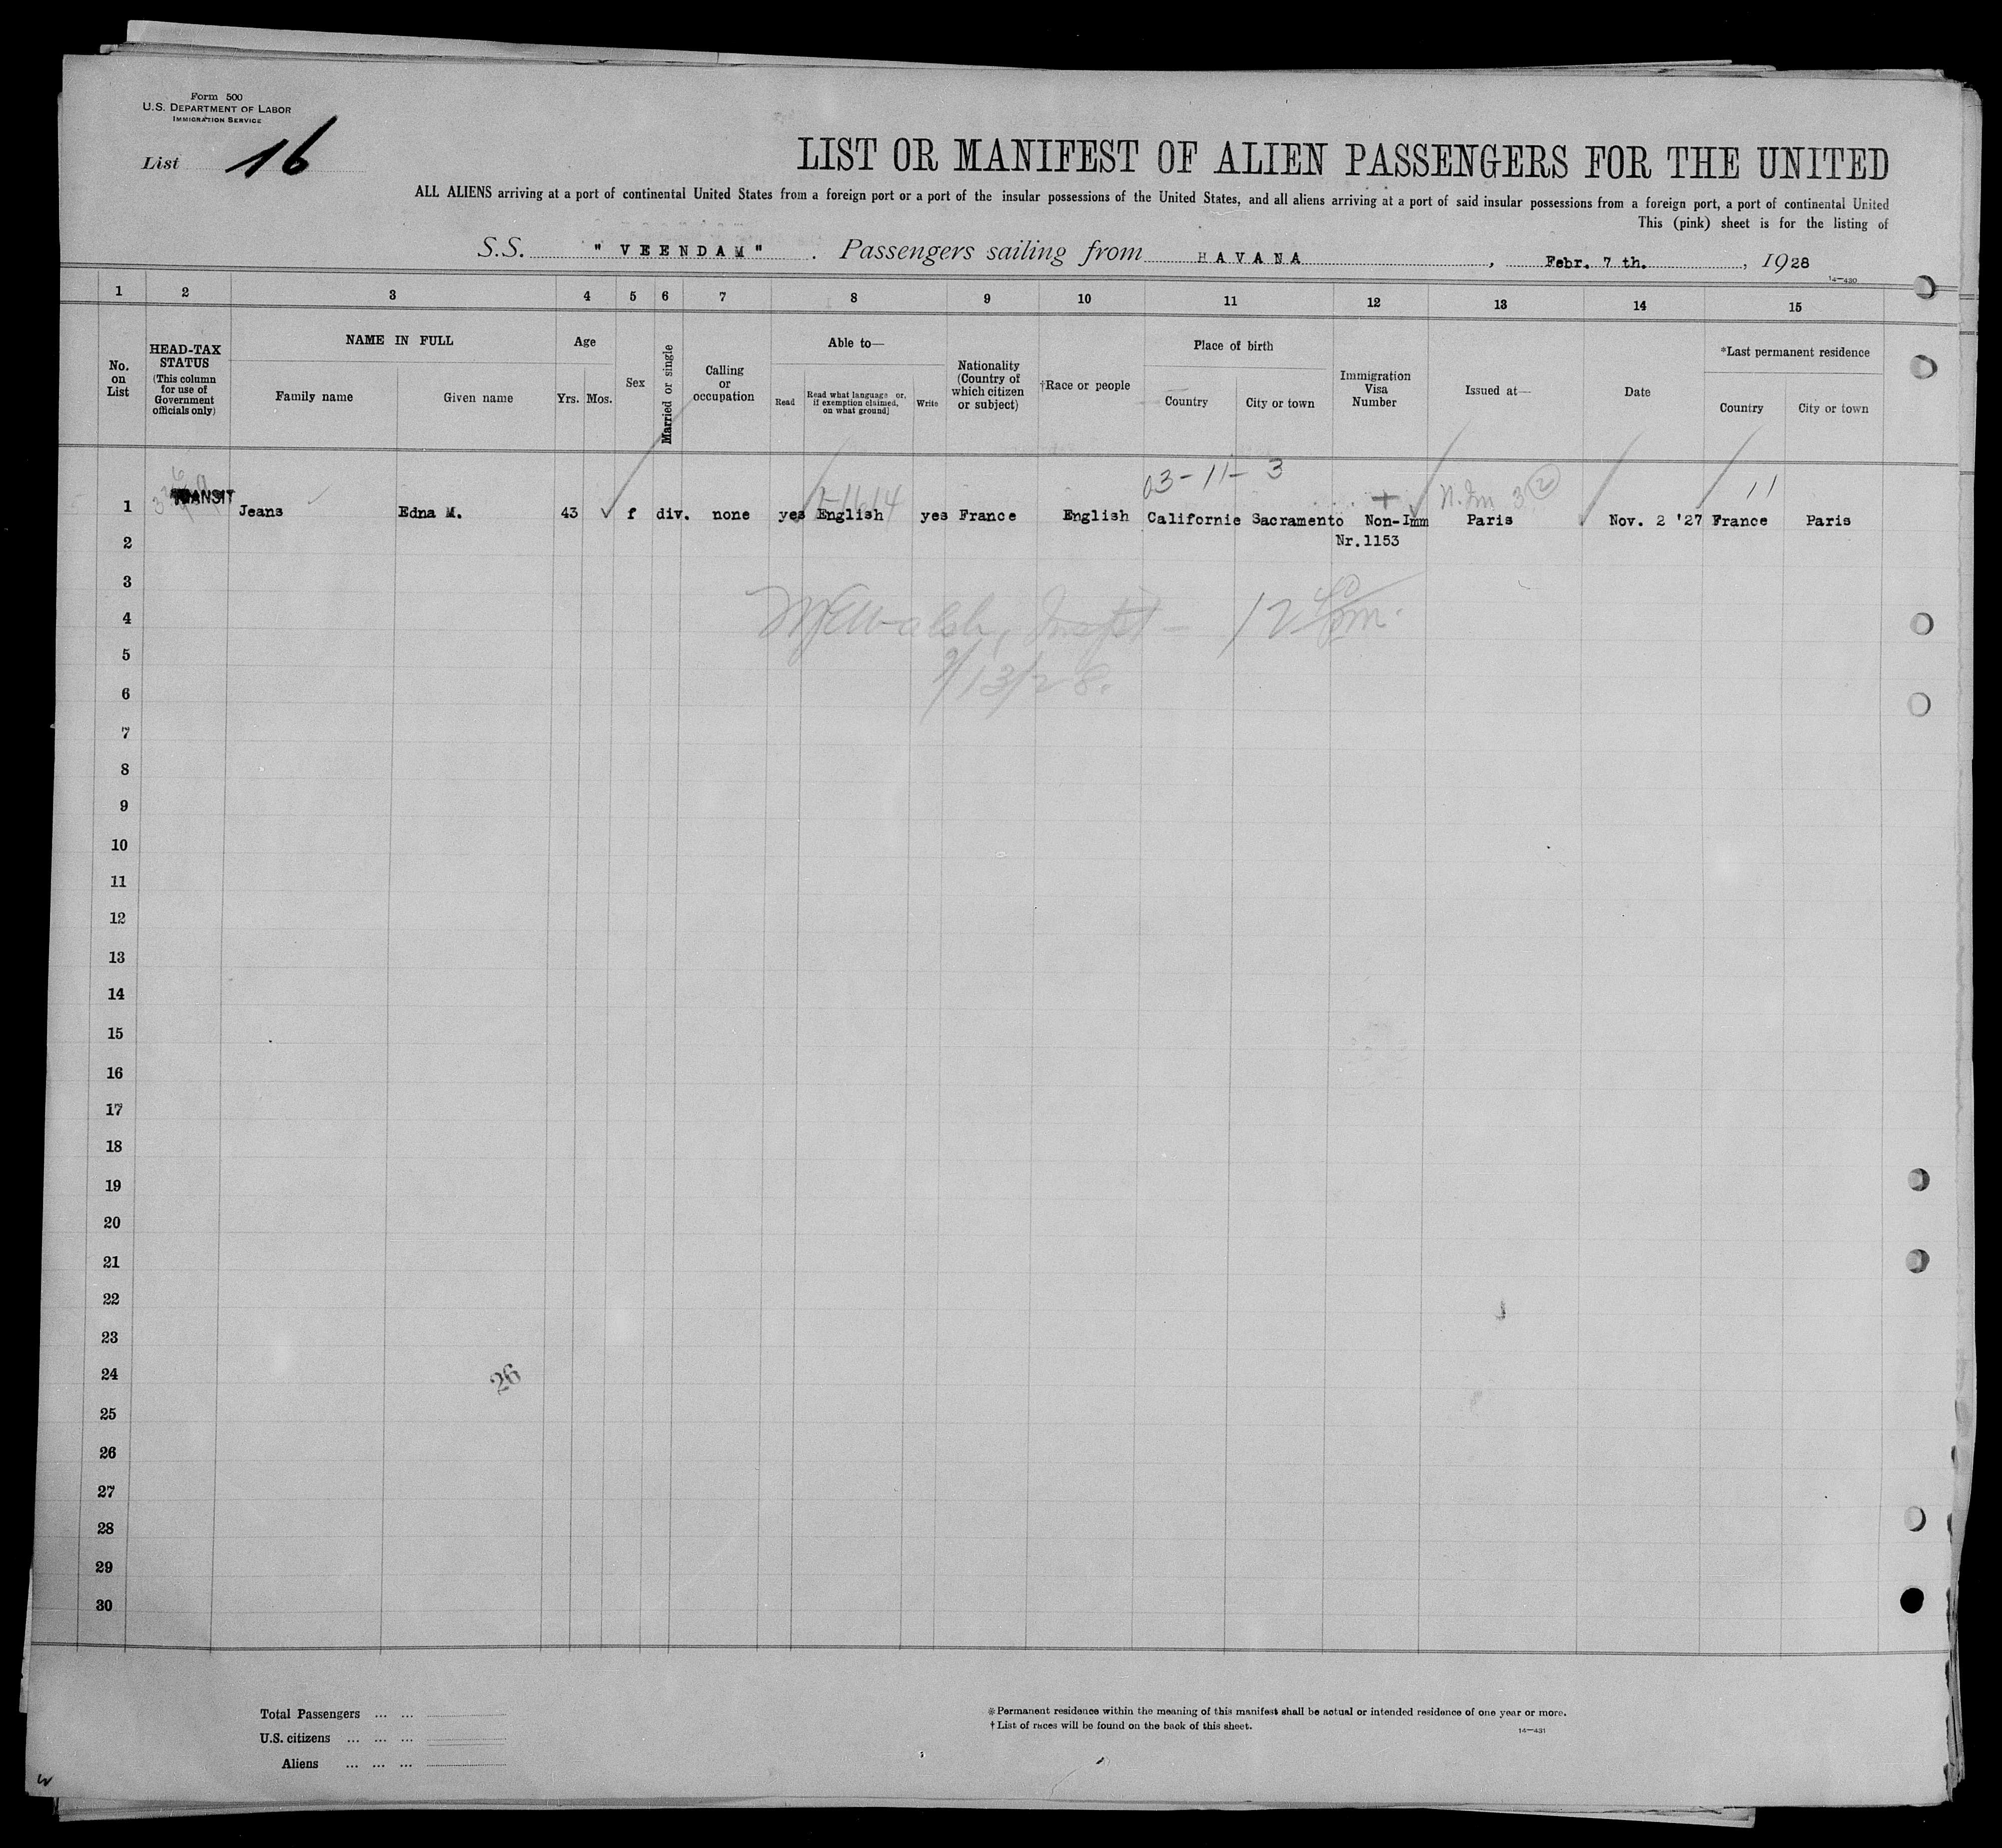 Form 500
U.S. DEPARTMENT OF LABOR
IMMIGRATION SERVICE
List 16
LIST OR MANIFEST OF ALIEN PASSENGERS FOR THE UNITED
ALL ALIENS arriving at a port of continental United States from a foreign port or a port of the insular possessions of the United States, and all aliens arriving at a port of said insular possessions from a foreign port, a port of continental United
This (pink) sheet is for the listing of
S.S. "VEENDAM". Passengers sailing from HAVANA, Febr. 7 th., 1928
14—430
1 2 3 4 5 6 7 8 9 10 11 12 13 14 15
No. on List
HEAD-TAX STATUS
(This column for use of Government officials only)
NAME IN FULL
Family name Given name
Age
Yrs. Mos.
Sex
Married or single
Calling or occupation
Able to—
Read
Read what language or, if exemption claimed, on what ground]
Write
Nationality (Country of which citizen or subject)
†Race or people
Place of birth
Country City or town
Immigration Visa Number
Issued at—
Date
*Last permanent residence
Country City or town
03-11-3
11
1 TRANSIT Jeans Edna M. 43 f div. none yes English yes France English Californie Sacramento Non-Imm Paris Nov. 2 '27 France Paris
2 Nr.1153
3
4 12
5
6 13/28.
7
8
9
10
11
12
13
14
15
16
17
18
19
20
21
22
23
24
26
25
26
27
28
29
30
Total Passengers ... ...
U.S. citizens ... ... ...
Aliens ... ... ...
*Permanent residence within the meaning of this manifest shall be actual or intended residence of one year or more.
†List of races will be found on the back of this sheet.
14—431